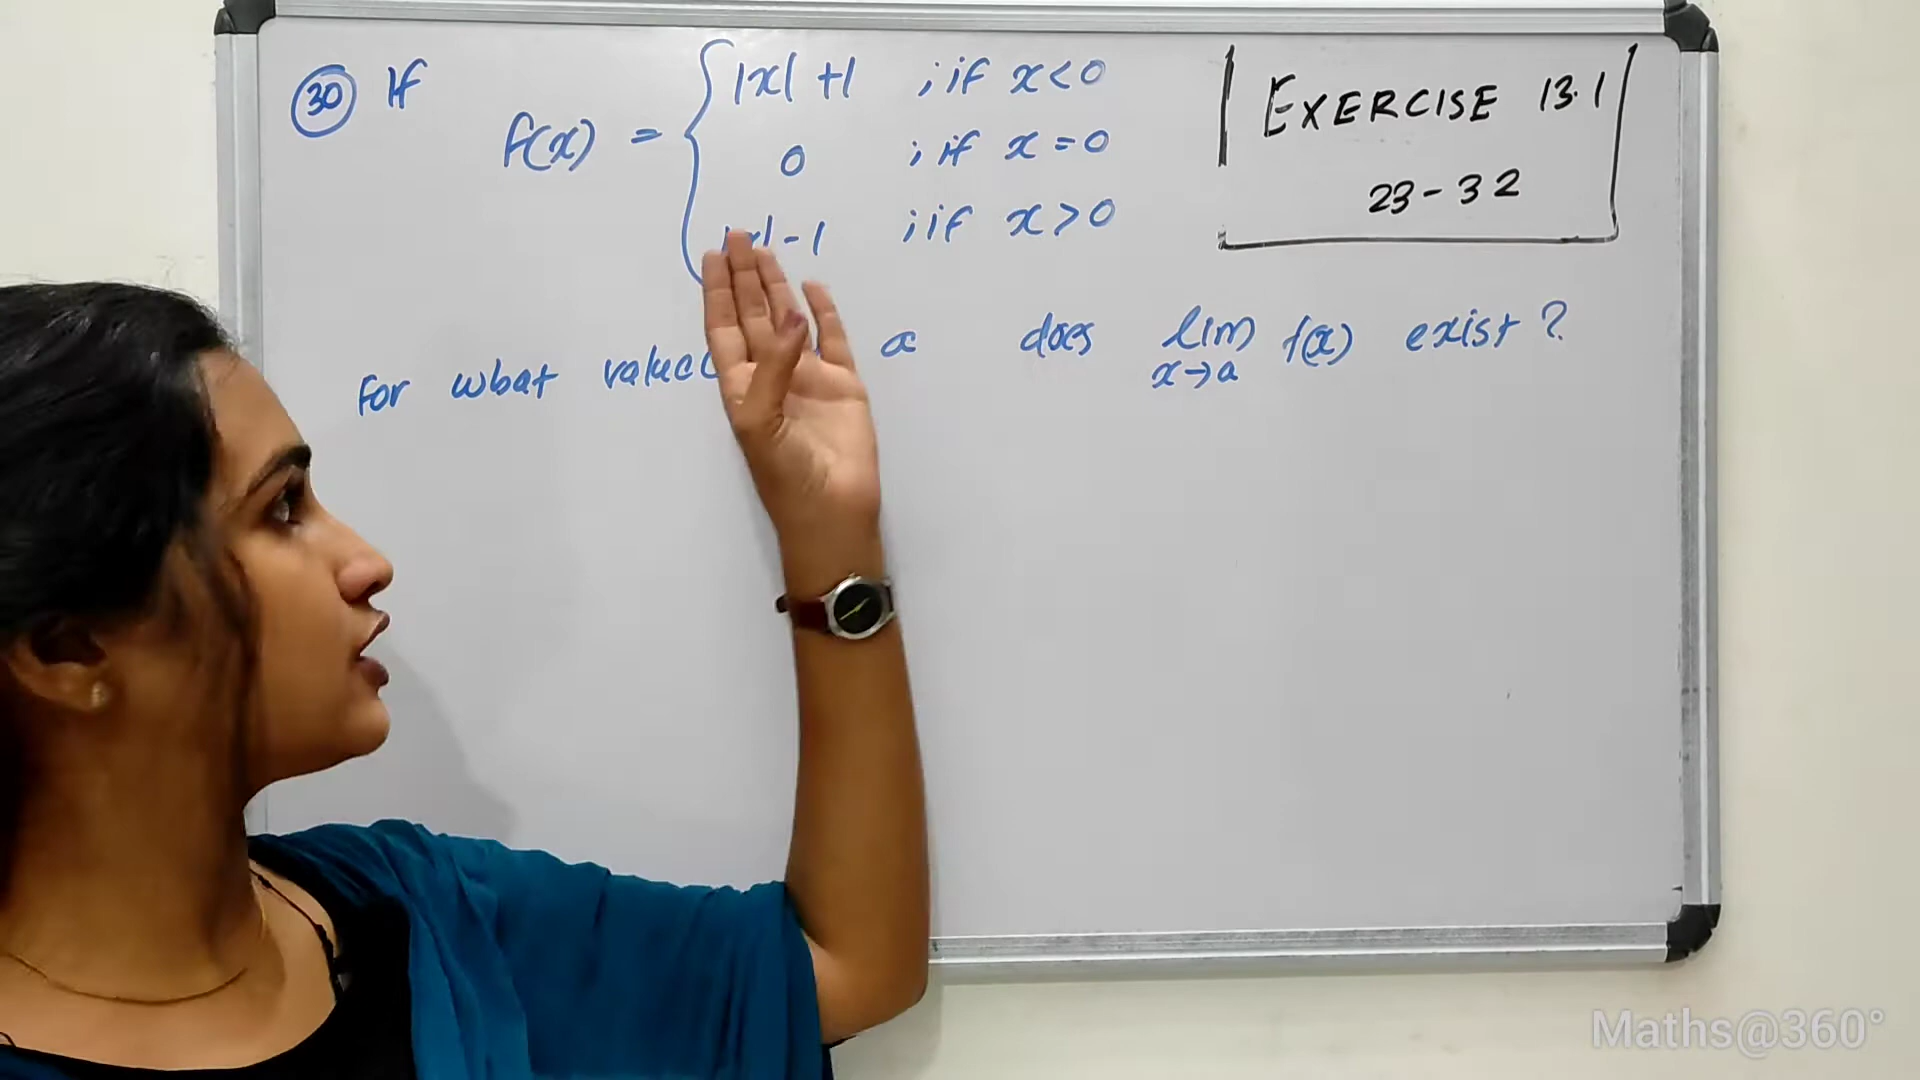 30 If
f(x) = { |x| + 1 ; if x < 0
0 ; if x = 0
|x| - 1 ; if x > 0
EXERCISE 13.1
23 - 32
For what a does lim f(x) exist ?
x→a
Maths@360°